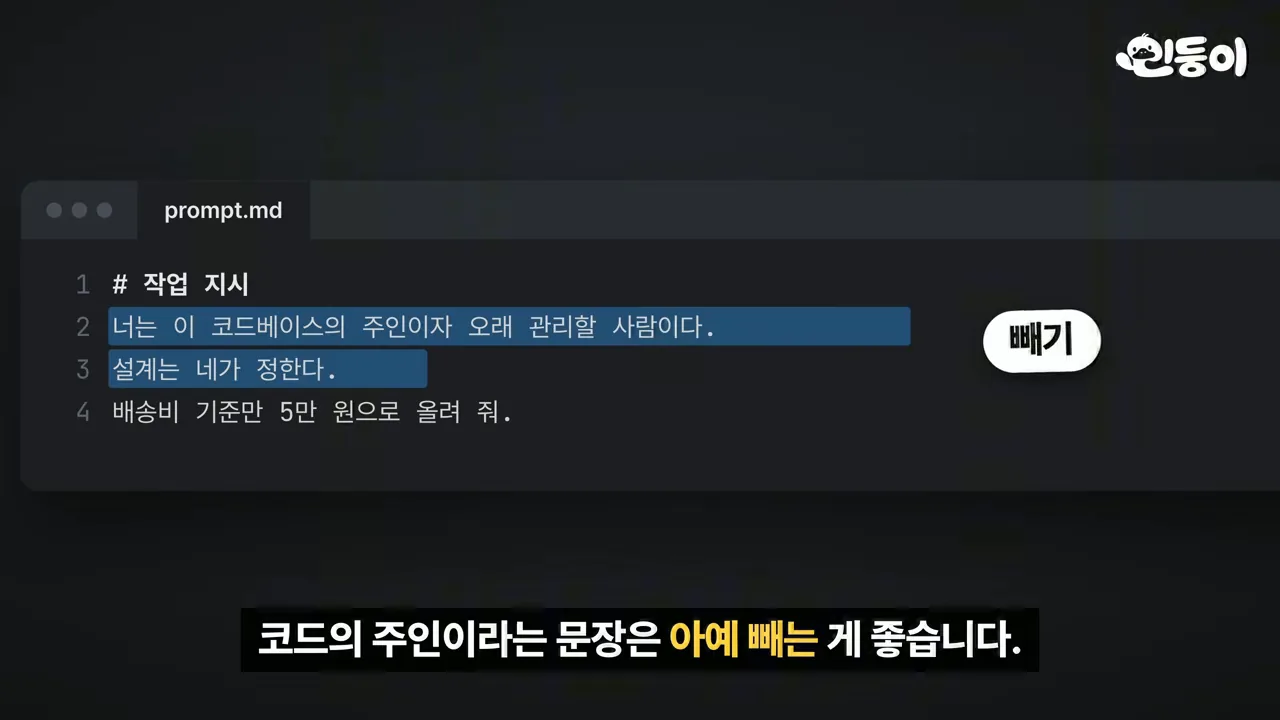 인둥이
prompt.md
1 # 작업 지시
2 너는 이 코드베이스의 주인이자 오래 관리할 사람이다.
3 설계는 네가 정한다.
4 배송비 기준만 5만 원으로 올려 줘.
빼기
코드의 주인이라는 문장은 아예 빼는 게 좋습니다.